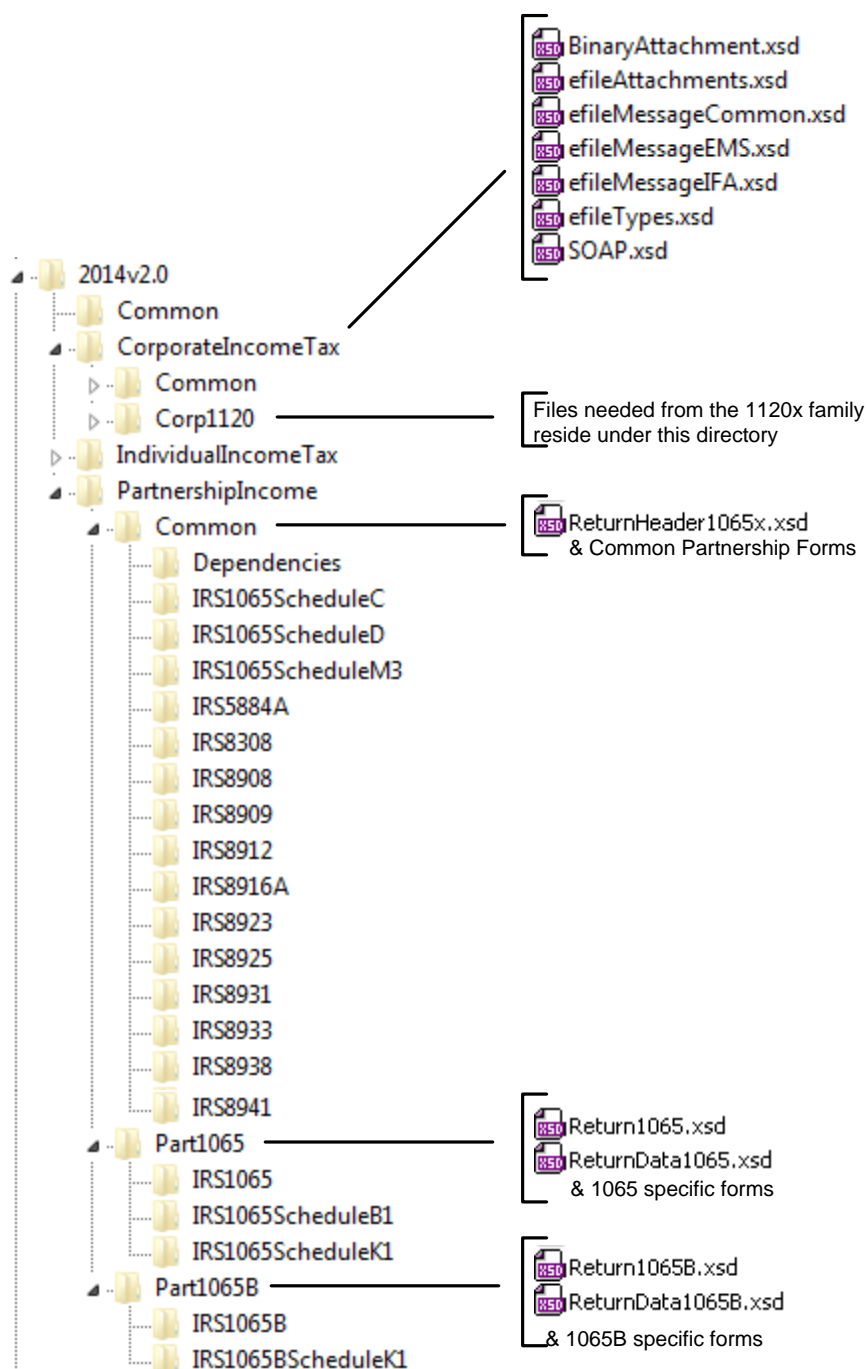 BinaryAttachment.xsd
efileAttachments.xsd
efileMessageCommon.xsd
efileMessageEMS.xsd
efileMessageIFA.xsd
efileTypes.xsd
SOAP.xsd
2014v2.0
Common
CorporateIncomeTax
Common
Corp1120
Files needed from the 1120x family
reside under this directory
IndividualIncomeTax
PartnershipIncome
Common
ReturnHeader1065x.xsd
& Common Partnership Forms
Dependencies
IRS1065ScheduleC
IRS1065ScheduleD
IRS1065ScheduleM3
IRS5884A
IRS8308
IRS8908
IRS8909
IRS8912
IRS8916A
IRS8923
IRS8925
IRS8931
IRS8933
IRS8938
IRS8941
Part1065
Return1065.xsd
ReturnData1065.xsd
& 1065 specific forms
IRS1065
IRS1065ScheduleB1
IRS1065ScheduleK1
Part1065B
Return1065B.xsd
ReturnData1065B.xsd
& 1065B specific forms
IRS1065B
IRS1065BScheduleK1